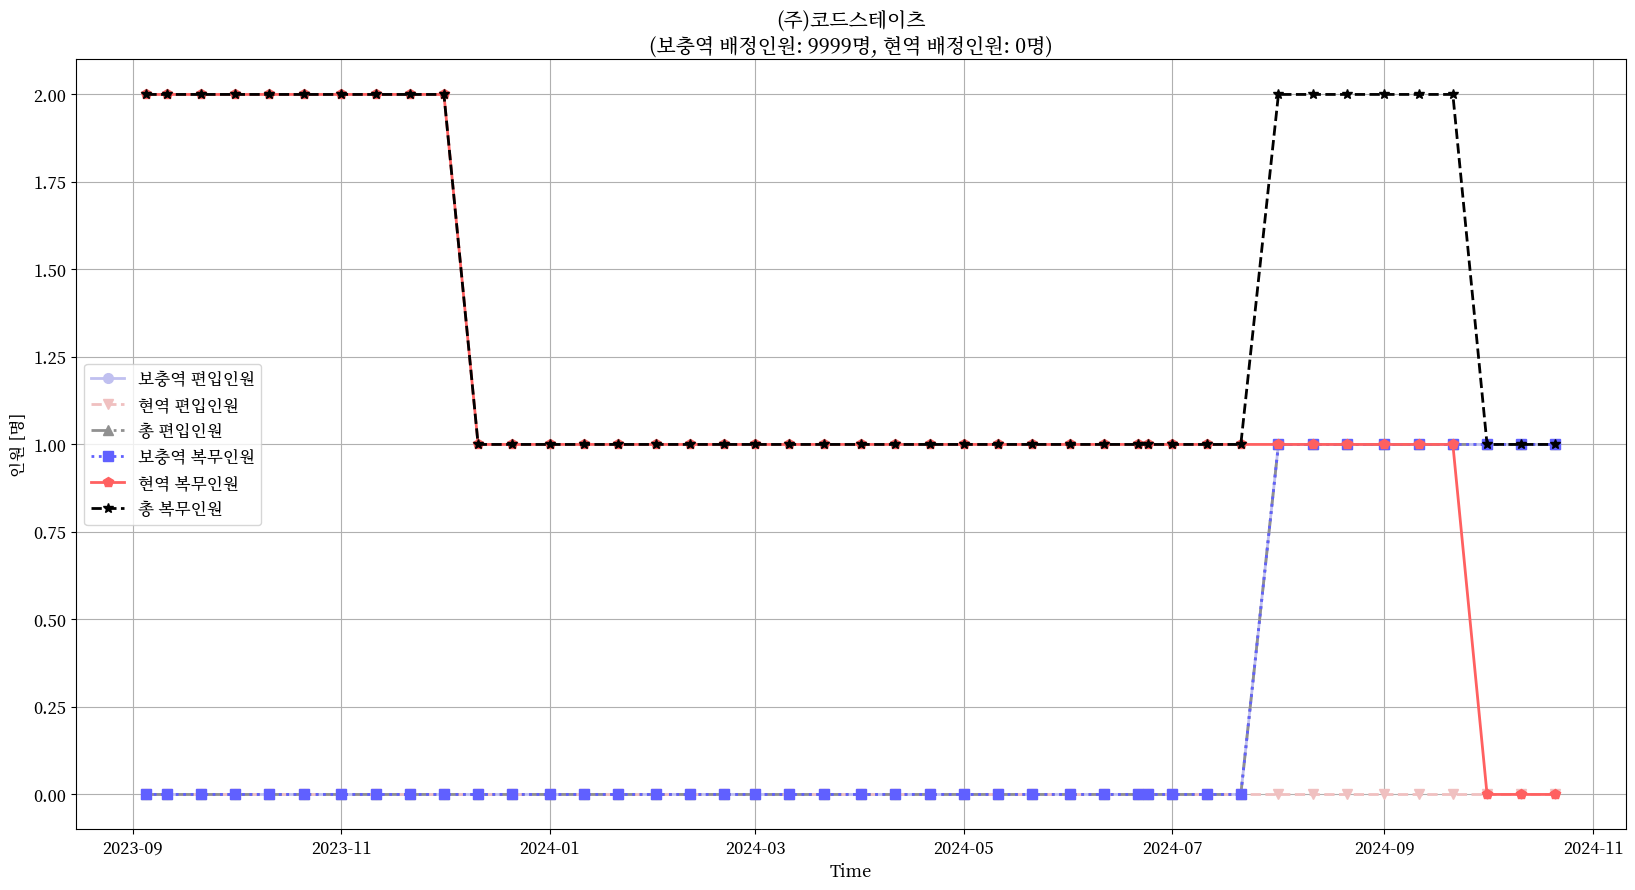 (주)코드스테이츠
(보충역 배정인원: 9999명, 현역 배정인원: 0명)
인원 [명]
2.00
1.75
1.50
1.25
1.00
0.75
0.50
0.25
0.00
보충역 편입인원
현역 편입인원
총 편입인원
보충역 복무인원
현역 복무인원
총 복무인원
2023-09 2023-11 2024-01 2024-03 2024-05 2024-07 2024-09 2024-11
Time